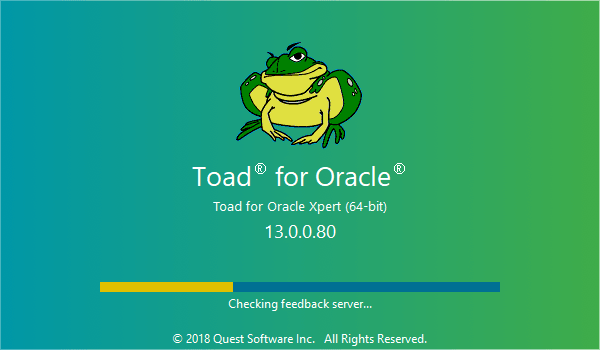 Toad® for Oracle®
Toad for Oracle Xpert (64-bit)
13.0.0.80
Checking feedback server...
© 2018 Quest Software Inc.   All Rights Reserved.